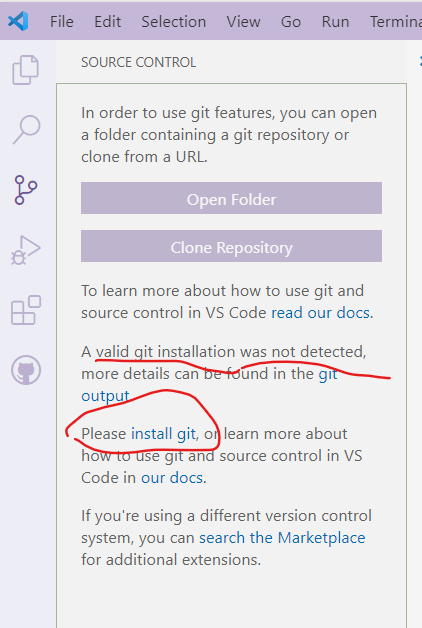 File Edit Selection View Go Run Termina
SOURCE CONTROL
In order to use git features, you can open
a folder containing a git repository or
clone from a URL.
Open Folder
Clone Repository
To learn more about how to use git and
source control in VS Code read our docs.
A valid git installation was not detected,
more details can be found in the git
output.
Please install git, or learn more about
how to use git and source control in VS
Code in our docs.
If you're using a different version control
system, you can search the Marketplace
for additional extensions.